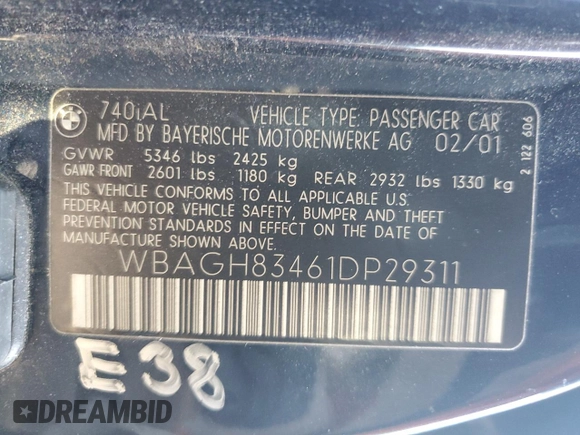 BMW
740iAL VEHICLE TYPE: PASSENGER CAR
MFD BY BAYERISCHE MOTORENWERKE AG 02/01
GVWR 5346 lbs 2425 kg
GAWR FRONT 2601 lbs 1180 kg REAR 2932 lbs 1330 kg
THIS VEHICLE CONFORMS TO ALL APPLICABLE U.S.
FEDERAL MOTOR VEHICLE SAFETY, BUMPER AND THEFT
PREVENTION STANDARDS IN EFFECT ON THE DATE OF
MANUFACTURE SHOWN ABOVE.
WBAGH83461DP29311
2 122 606
E38
DREAMBID